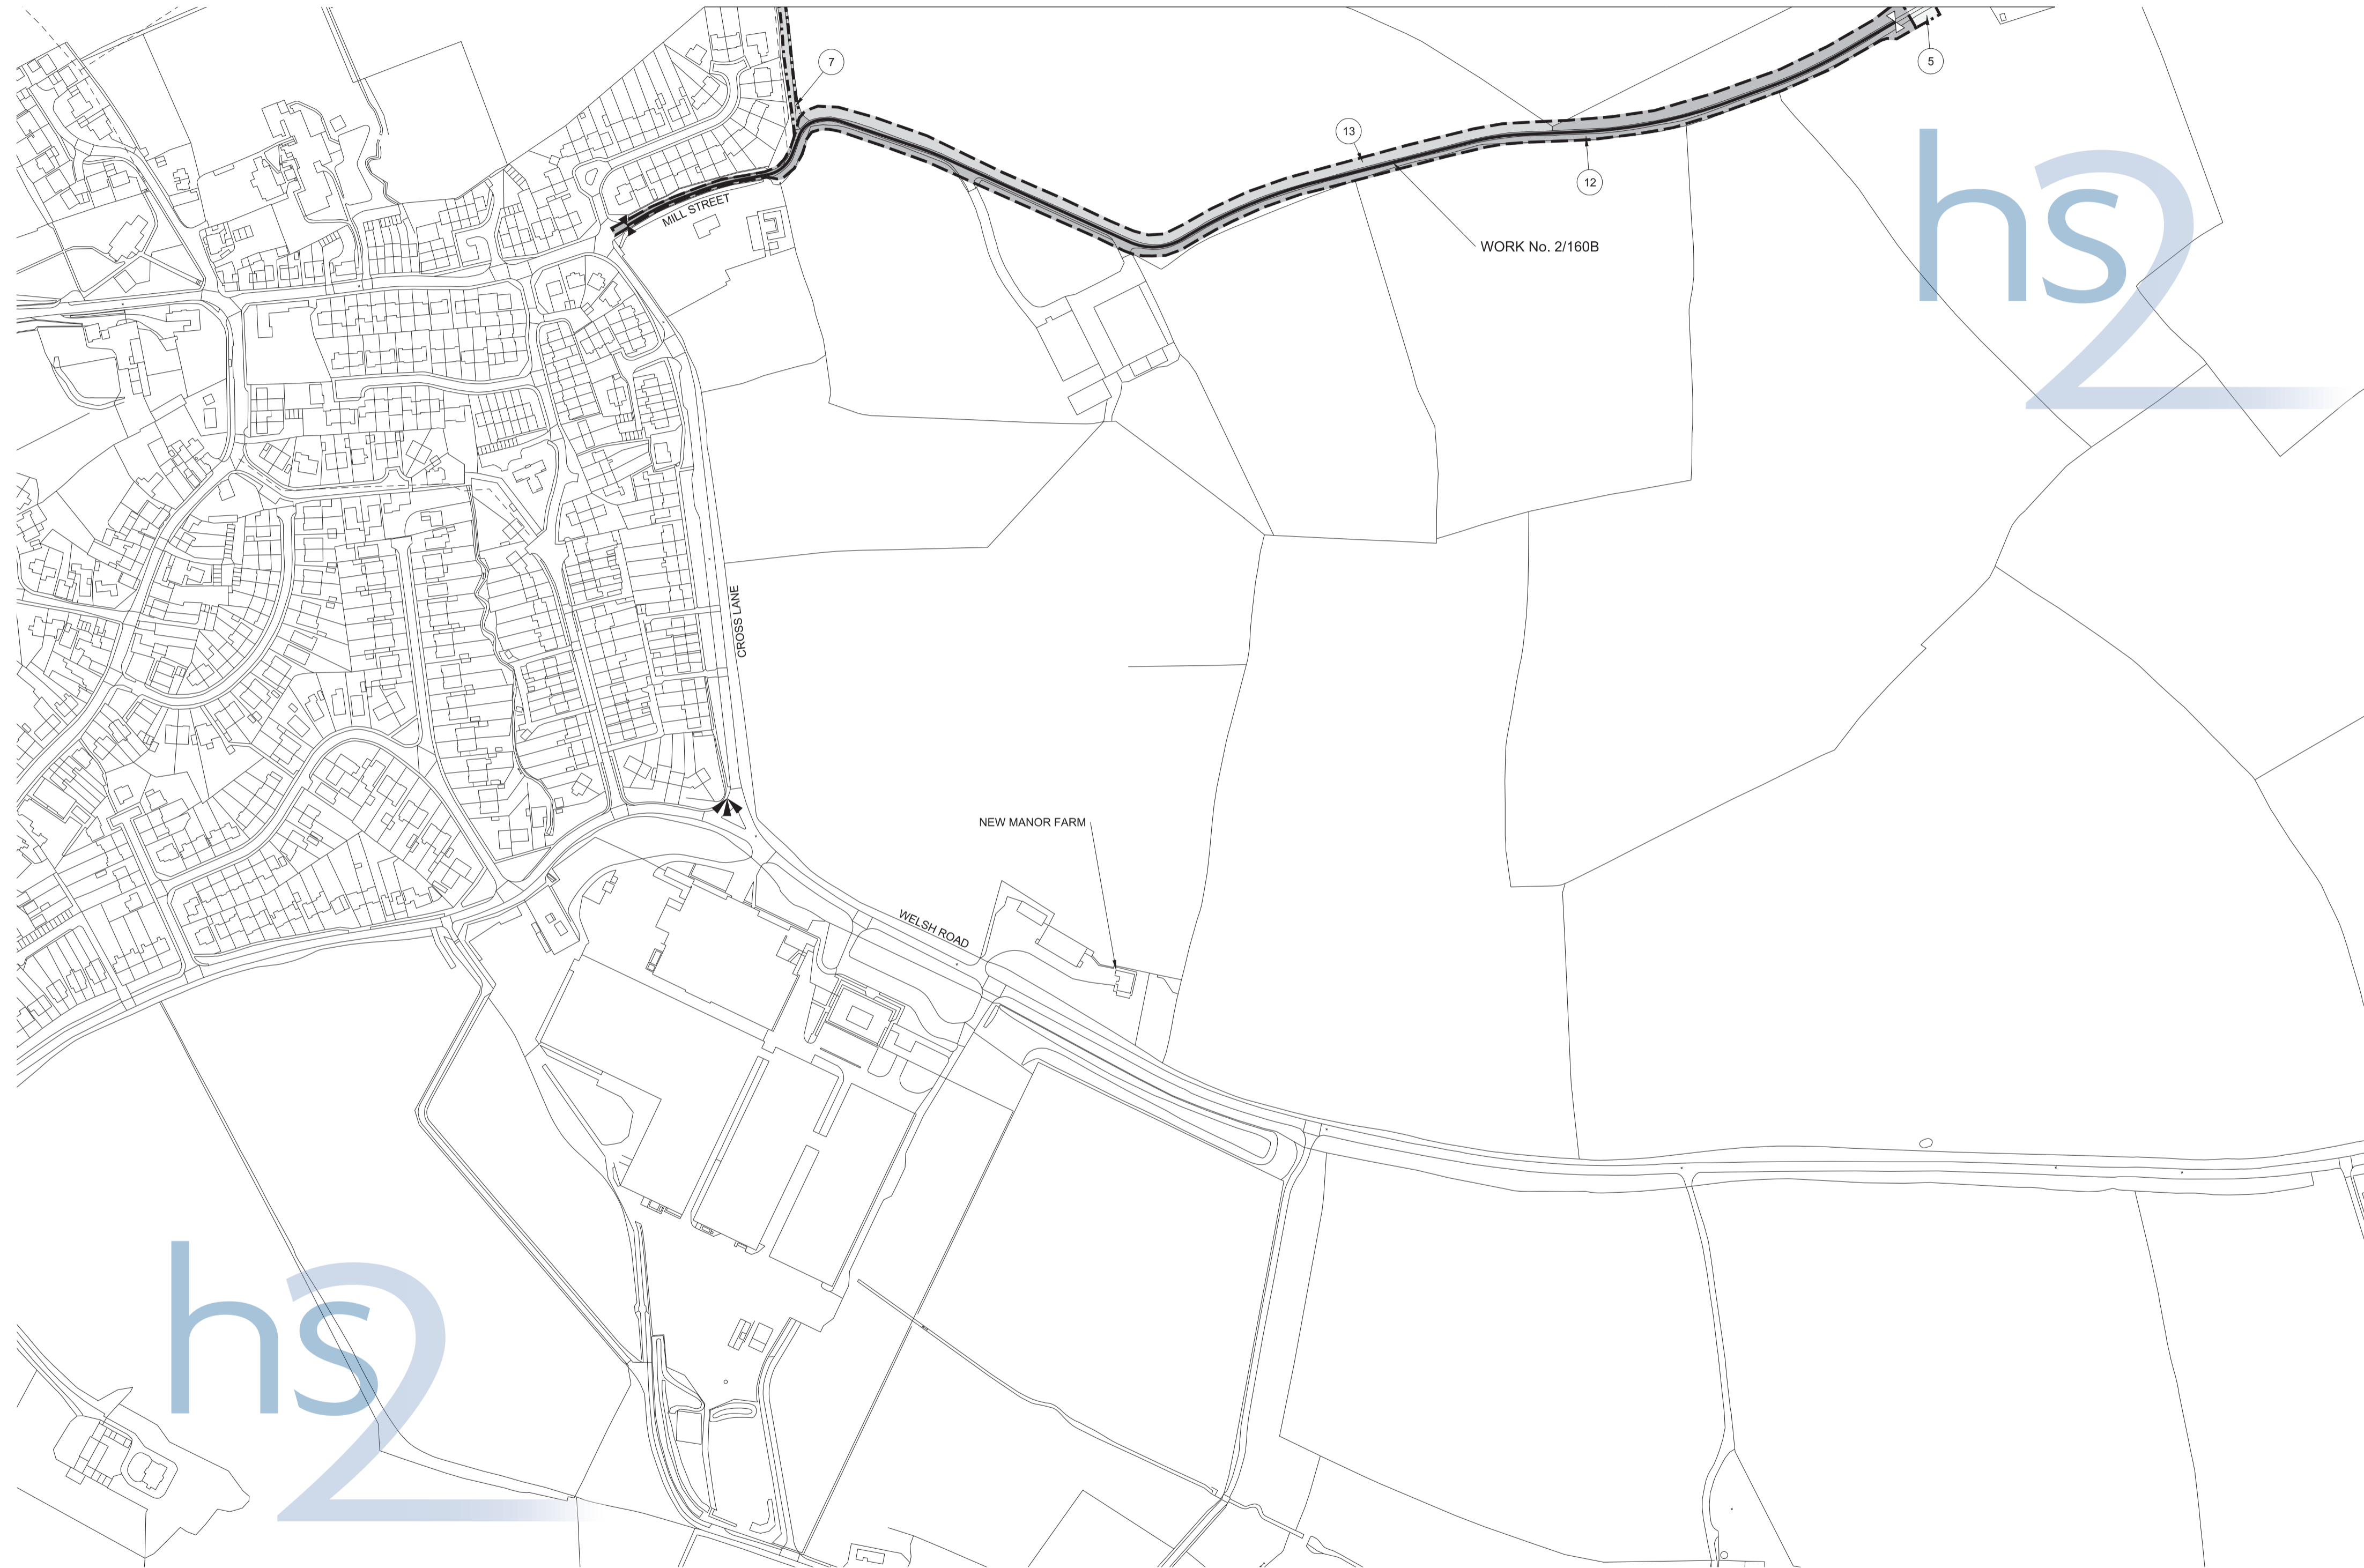 7
5
13
12
hs2
MILL STREET
WORK No. 2/160B
CROSS LANE
NEW MANOR FARM
WELSH ROAD
hs2